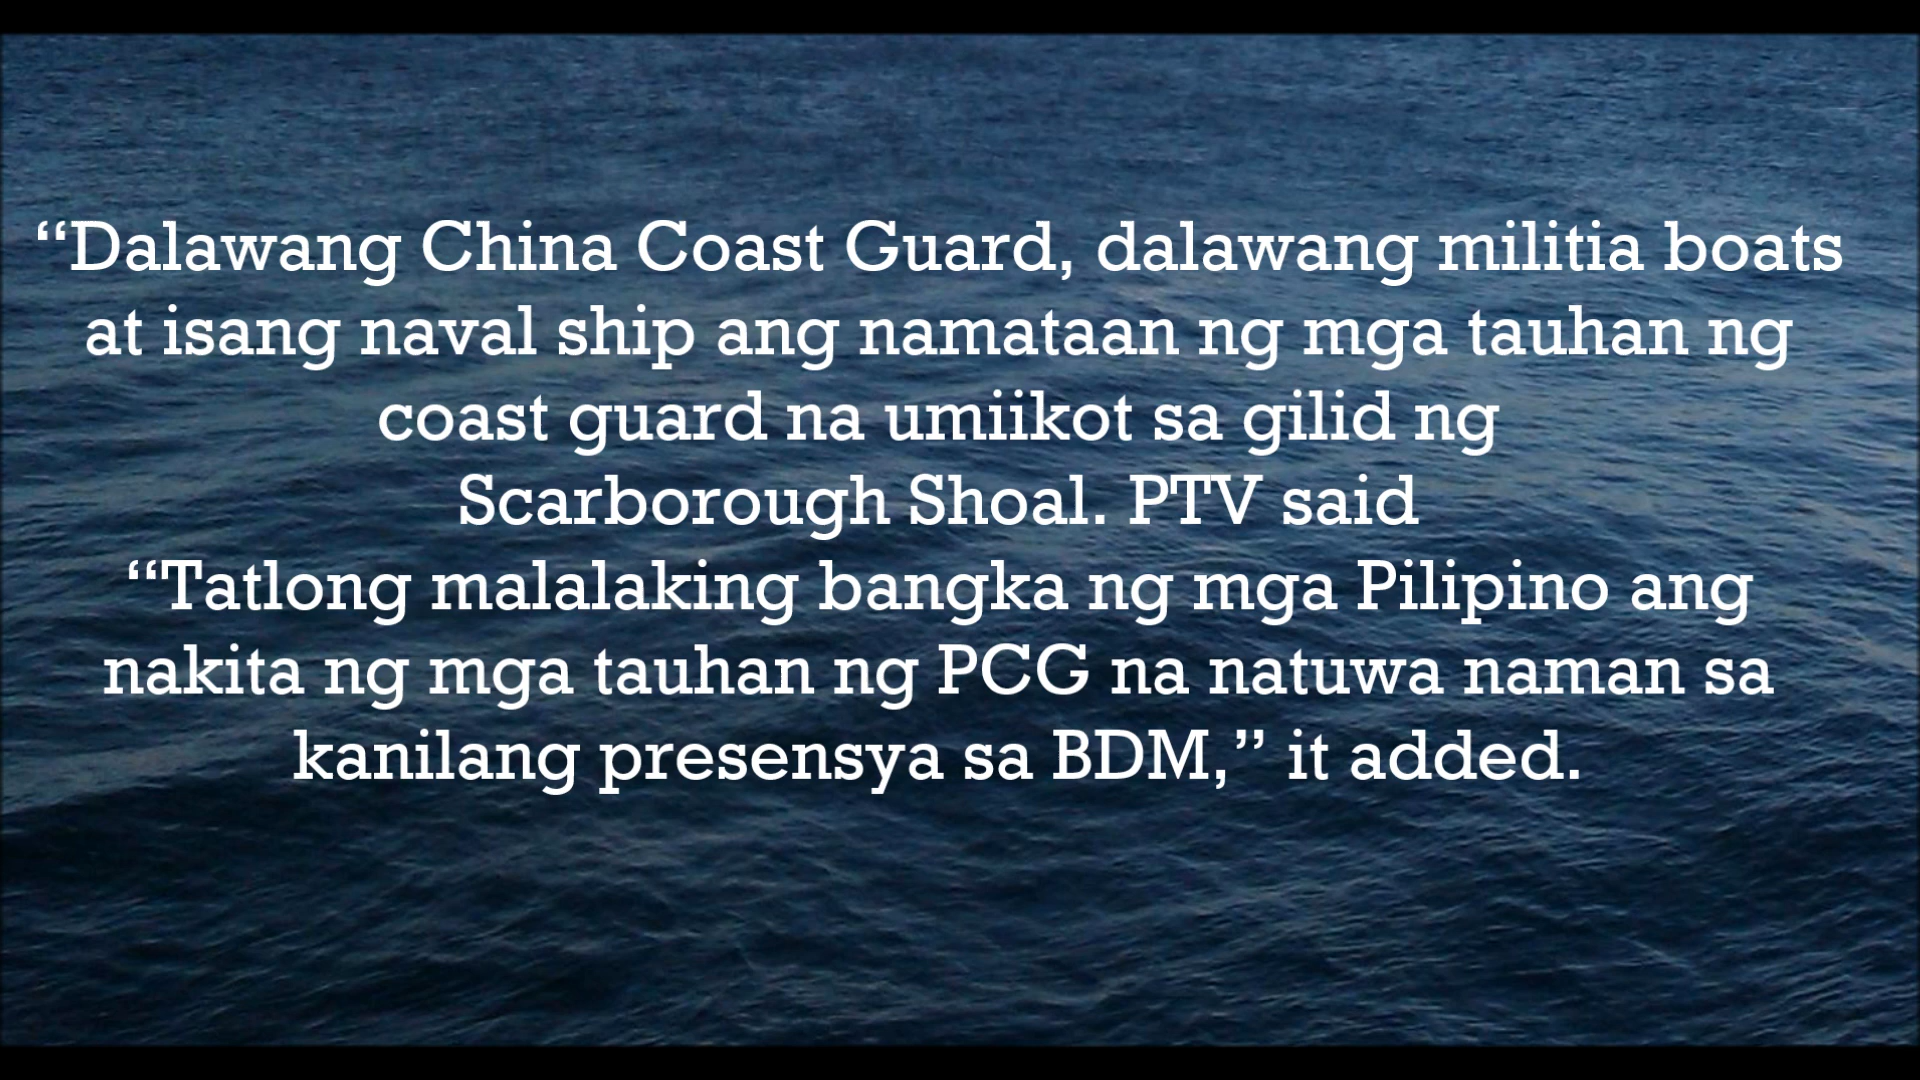 “Dalawang China Coast Guard, dalawang militia boats
at isang naval ship ang namataan ng mga tauhan ng
coast guard na umiikot sa gilid ng
Scarborough Shoal. PTV said
“Tatlong malalaking bangka ng mga Pilipino ang
nakita ng mga tauhan ng PCG na natuwa naman sa
kanilang presensya sa BDM,” it added.